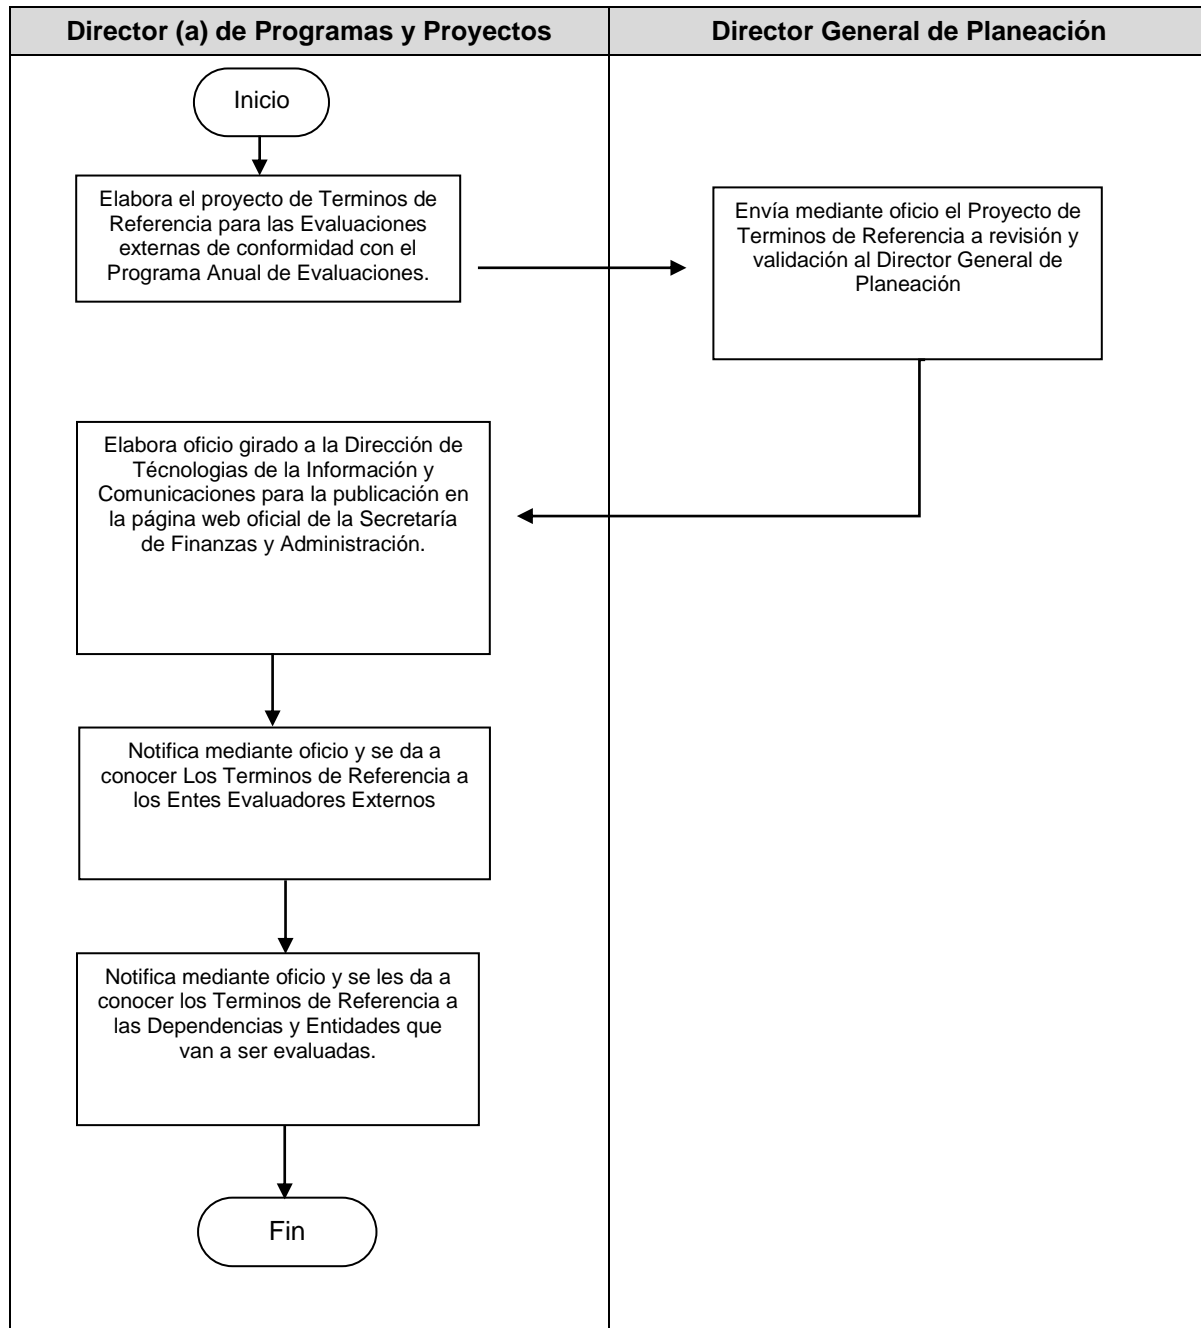 Director (a) de Programas y Proyectos
Director General de Planeación
Inicio
Elabora el proyecto de Terminos de
Referencia para las Evaluaciones
externas de conformidad con el
Programa Anual de Evaluaciones.
Envía mediante oficio el Proyecto de
Terminos de Referencia a revisión y
validación al Director General de
Planeación
Elabora oficio girado a la Dirección de
Técnologias de la Información y
Comunicaciones para la publicación en
la página web oficial de la Secretaría
de Finanzas y Administración.
Notifica mediante oficio y se da a
conocer Los Terminos de Referencia a
los Entes Evaluadores Externos
Notifica mediante oficio y se les da a
conocer los Terminos de Referencia a
las Dependencias y Entidades que
van a ser evaluadas.
Fin